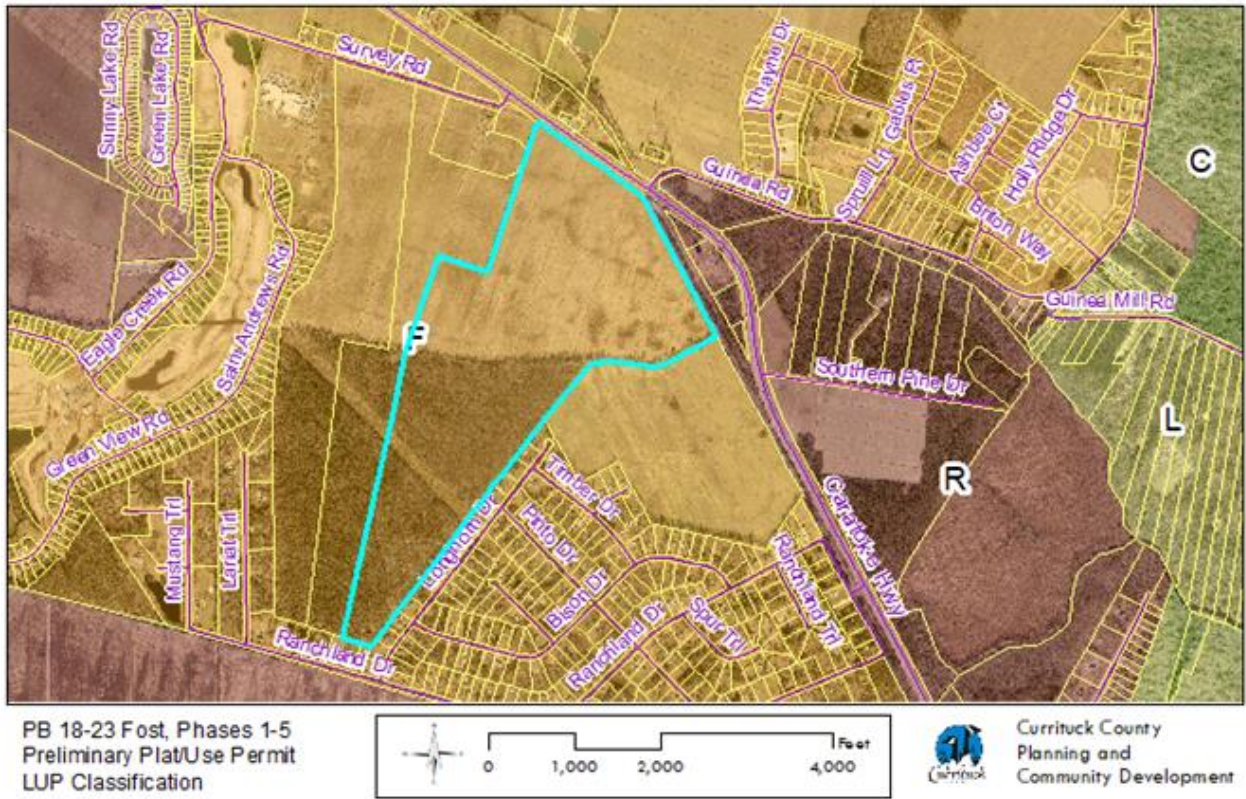 Sunny Lake Rd
Green Lake Rd
Survey Rd
Thayne Dr
Gables Pl
Ashbee Ct
Holly Ridge Dr
C
Guinea Rd
Spruill Ln
Briton Way
Eagle Creek Rd
Saint Andrews Rd
Guinea Mill Rd
F
Southern Pine Dr
L
Green View Rd
R
Mustang Trl
Lariat Trl
Longhorn Dr
Timber Dr
Pinto Dr
Caratoke Hwy
Bison Dr
Ranchland Trl
Ranchland Dr
Spur Trl
Ranchland Dr
PB 18-23 Fost, Phases 1-5
Preliminary Plat/Use Permit
LUP Classification
Feet
0 1,000 2,000 4,000
Currituck
Currituck County
Planning and
Community Development